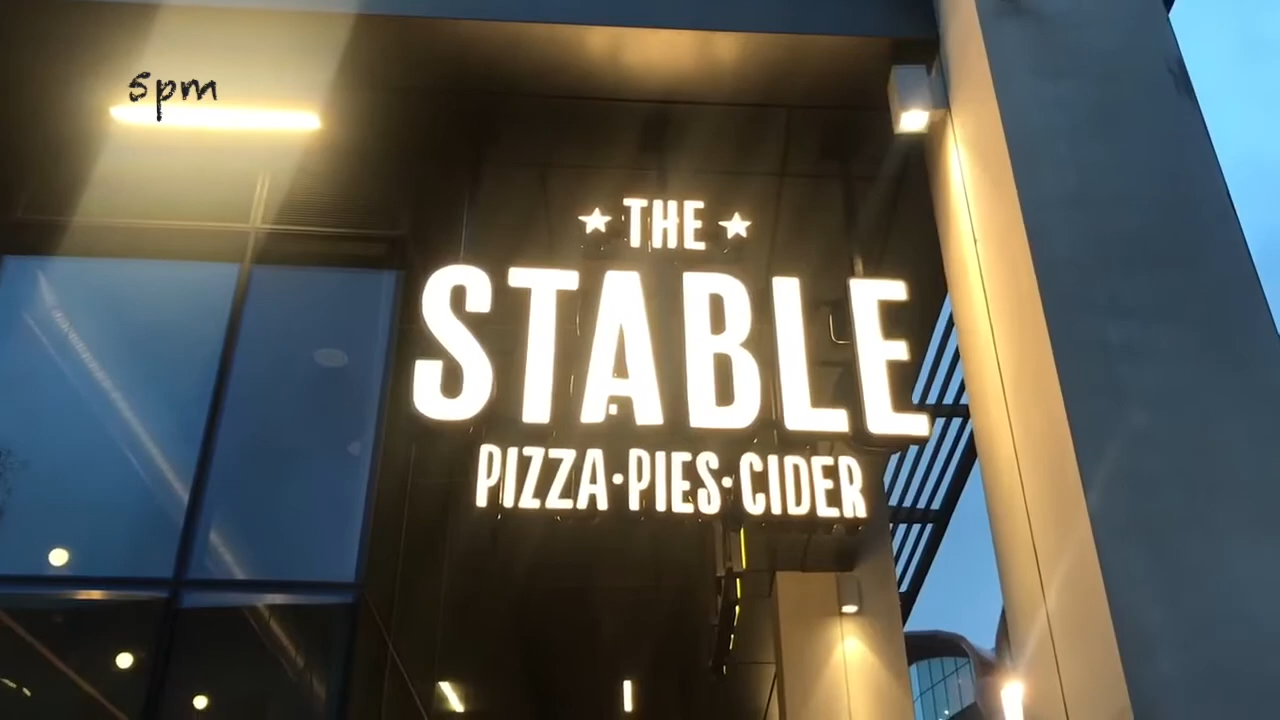 5pm
★ THE ★
STABLE
PIZZA·PIES·CIDER